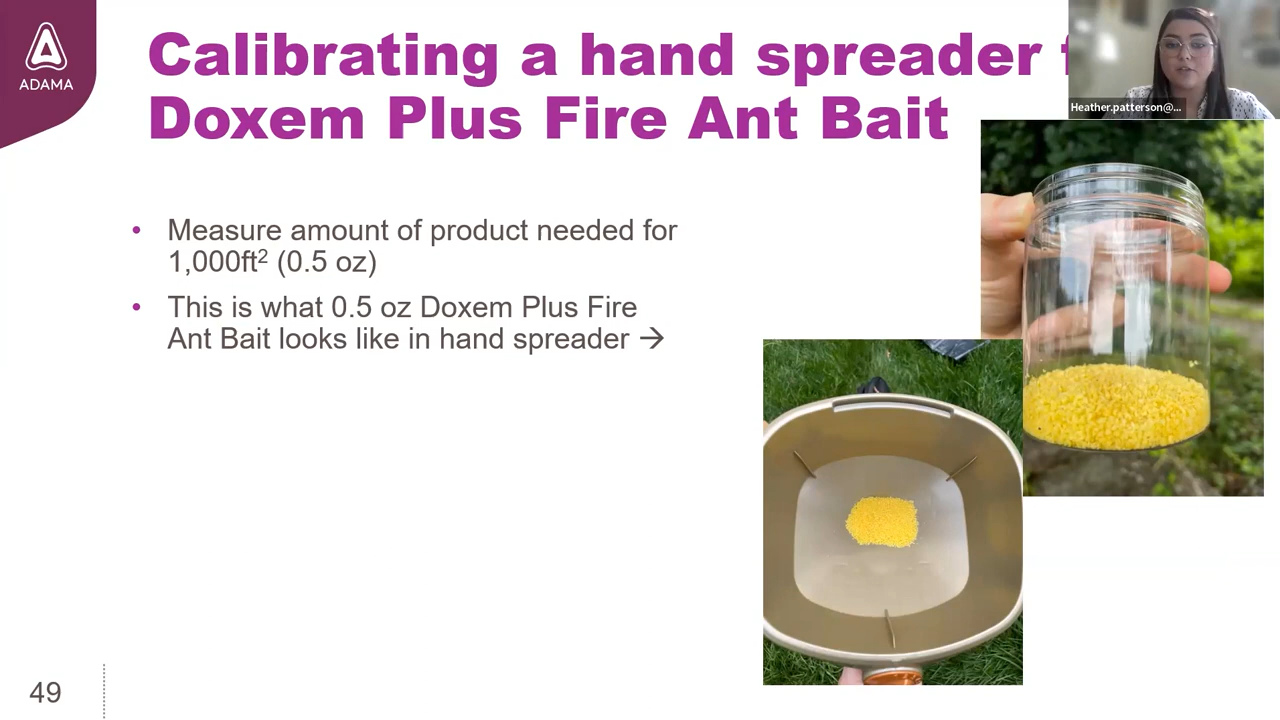 ADAMA
Calibrating a hand spreader
Doxem Plus Fire Ant Bait
Heather.patterson@...
• Measure amount of product needed for
1,000ft² (0.5 oz)
• This is what 0.5 oz Doxem Plus Fire
Ant Bait looks like in hand spreader →
49